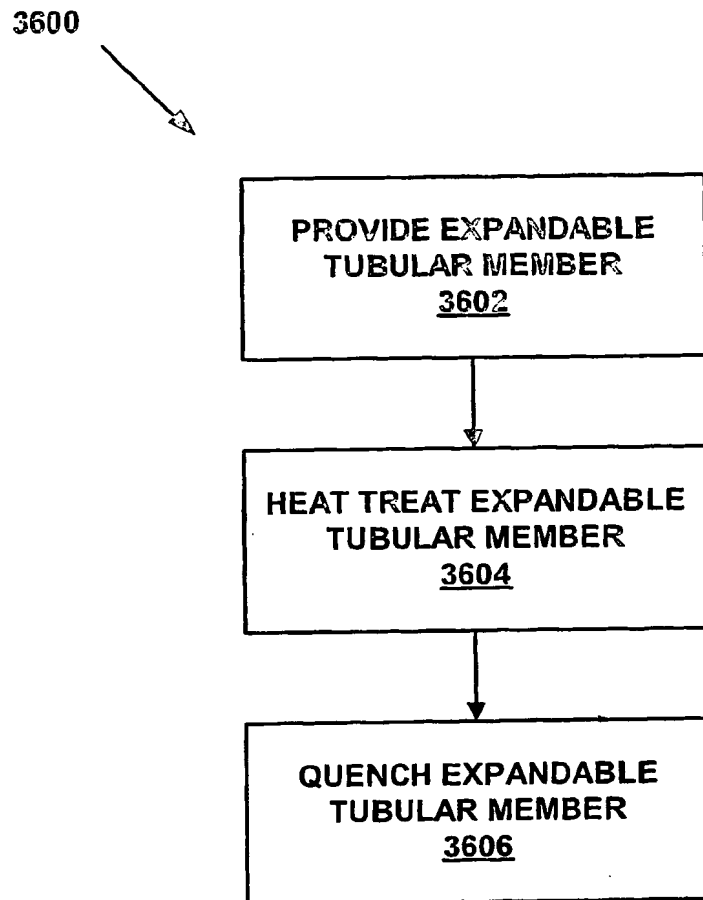 3600
PROVIDE EXPANDABLE
TUBULAR MEMBER
3602
HEAT TREAT EXPANDABLE
TUBULAR MEMBER
3604
QUENCH EXPANDABLE
TUBULAR MEMBER
3606